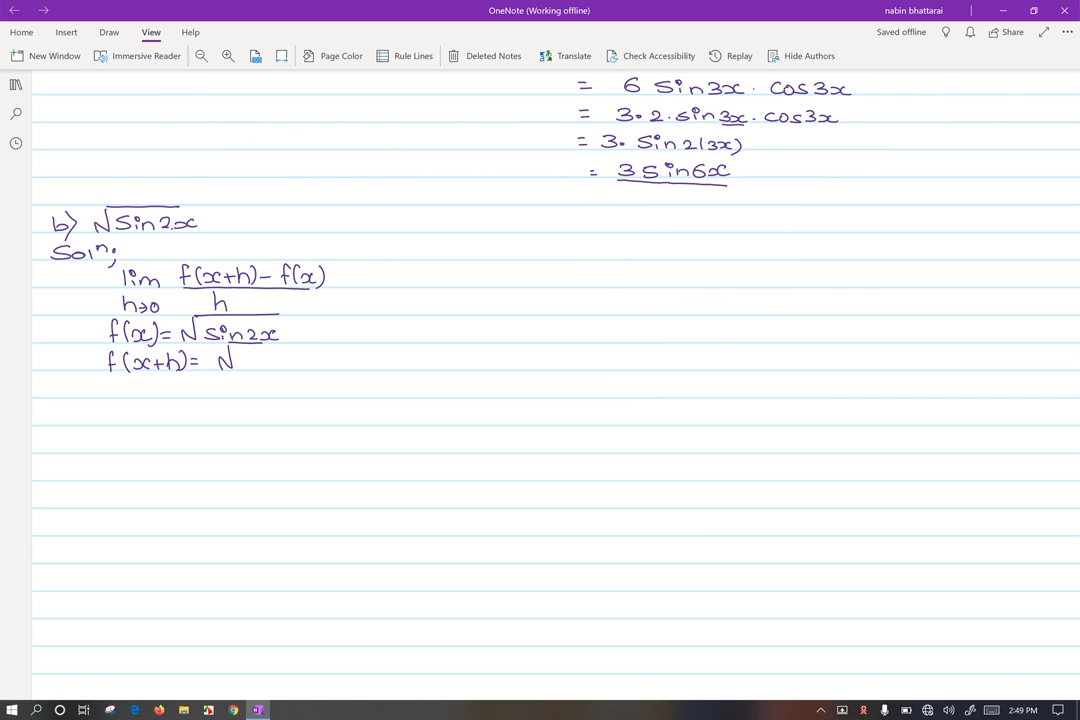 OneNote (Working offline)
nabin bhattarai
Home Insert Draw View Help
Saved offline Share
New Window Immersive Reader Page Color Rule Lines Deleted Notes Translate Check Accessibility Replay Hide Authors
= 6 Sin3x · cos3x
= 3·2·sin3x · cos3x
= 3· Sin2(3x)
= 3 Sin6x
b) √Sin2x
Solⁿ;
lim f(x+h) − f(x)
h→0 h
f(x) = √sin2x
f(x+h) = √
2:49 PM